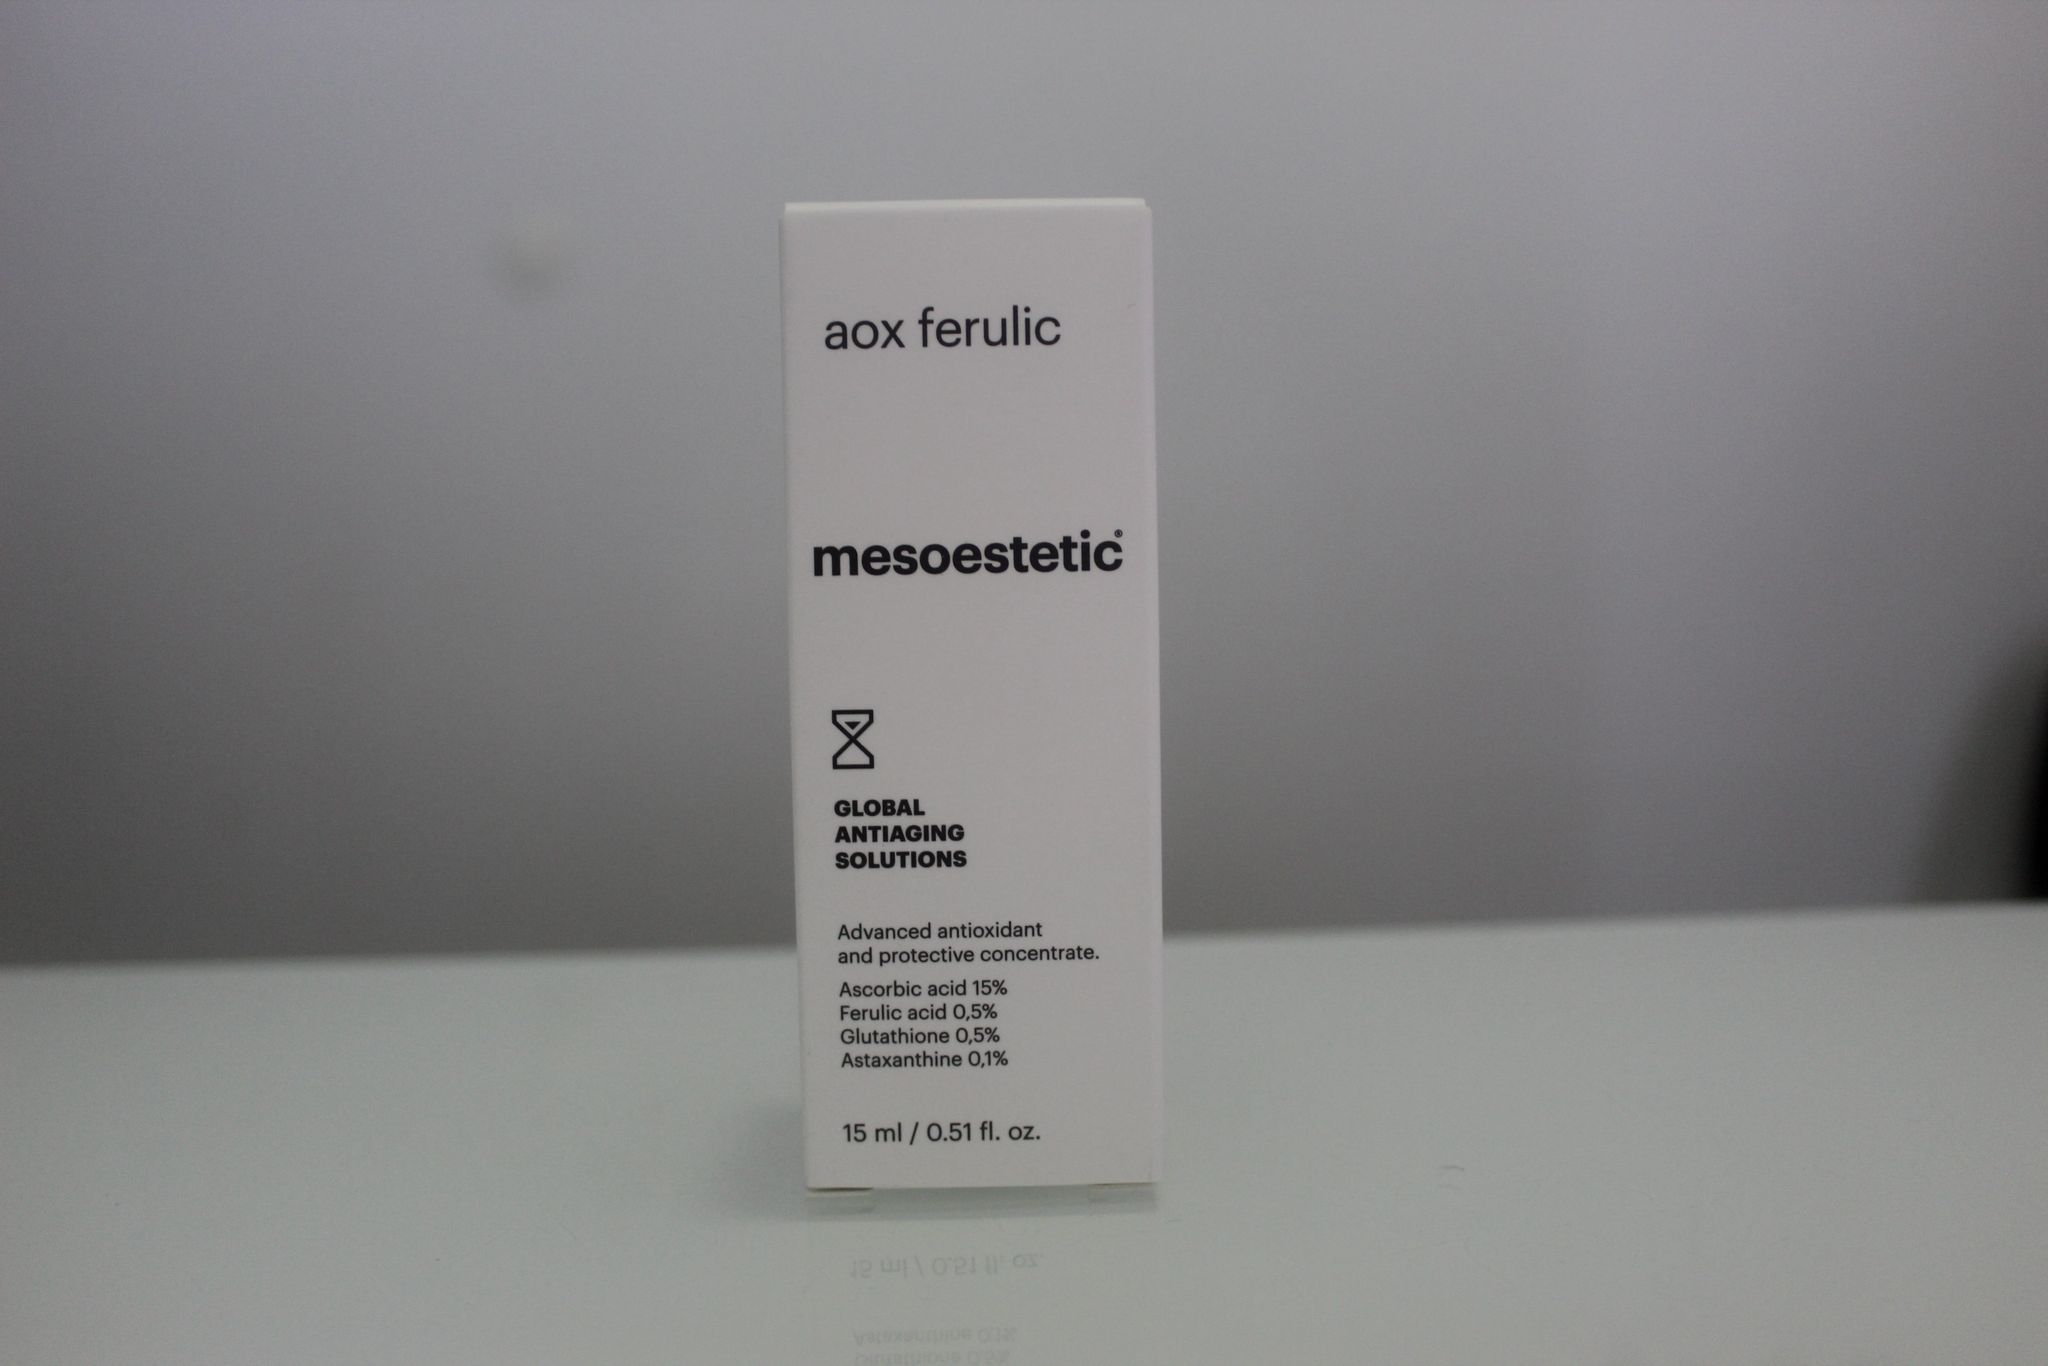 aox ferulic
mesoestetic®
GLOBAL
ANTIAGING
SOLUTIONS
Advanced antioxidant
and protective concentrate.
Ascorbic acid 15%
Ferulic acid 0,5%
Glutathione 0,5%
Astaxanthine 0,1%
15 ml / 0.51 fl. oz.